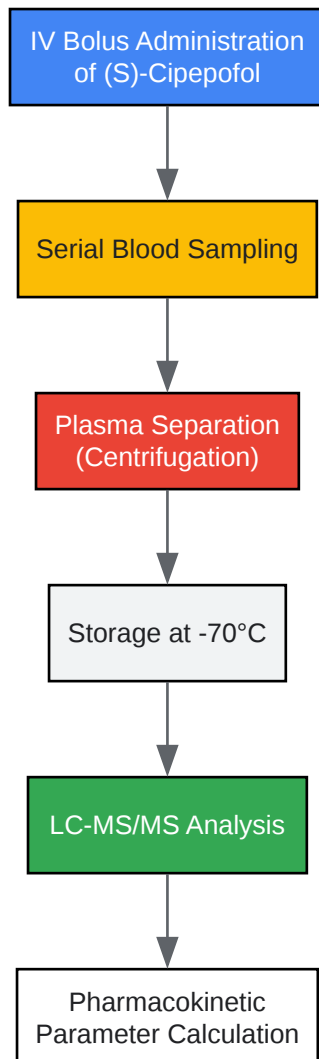 IV Bolus Administration
of (S)-Cipepofol
Serial Blood Sampling
Plasma Separation
(Centrifugation)
Storage at -70°C
LC-MS/MS Analysis
Pharmacokinetic
Parameter Calculation